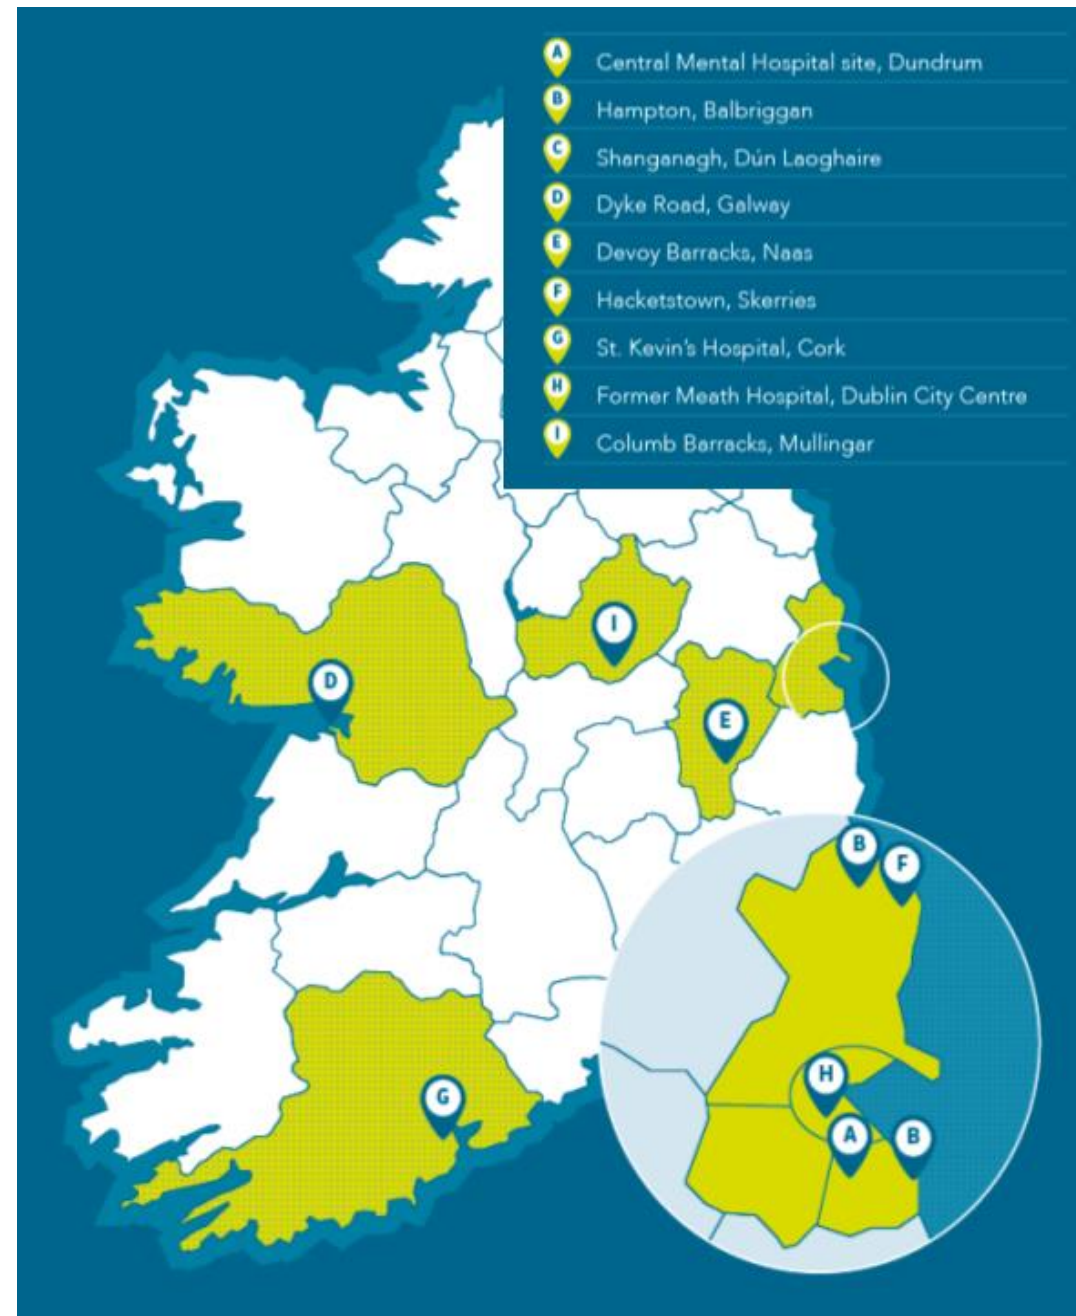 A Central Mental Hospital site, Dundrum
B Hampton, Balbriggan
C Shanganagh, Dún Laoghaire
D Dyke Road, Galway
E Devoy Barracks, Naas
F Hacketstown, Skerries
G St. Kevin's Hospital, Cork
H Former Meath Hospital, Dublin City Centre
I Columb Barracks, Mullingar
I
D
E
B
F
H
G
A
B